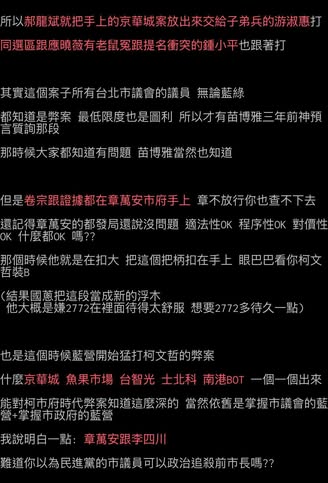 所以郝龍斌就把手上的京華城案放出來交給子弟兵的游淑惠打
同選區跟應曉薇有老鼠冤跟提名衝突的鍾小平也跟著打
其實這個案子所有台北市議會的議員 無論藍綠
都知道是弊案 最低限度也是圖利 所以才有苗博雅三年前神預
言質詢那段
那時候大家都知道有問題 苗博雅當然也知道
但是卷宗跟證據都在章萬安市府手上 章不放行你也查不下去
還記得章萬安的都發局還說沒問題 適法性OK 程序性OK 對價性
OK 什麼都OK 嗎??
那個時候他就是在扣大 把這個把柄扣在手上 眼巴巴看你柯文
哲裝B
(結果國蔥把這段當成新的浮木
他大概是嫌2772在裡面待得太舒服 想要2772多待久一點)
也是這個時候藍營開始猛打柯文哲的弊案
什麼京華城 魚果市場 台智光 士北科 南港BOT 一個一個出來
能對柯市府時代弊案知道這麼深的 當然依舊是掌握市議會的藍
營+掌握市政府的藍營
我說明白一點: 章萬安跟李四川
難道你以為民進黨的市議員可以政治追殺前市長嗎??